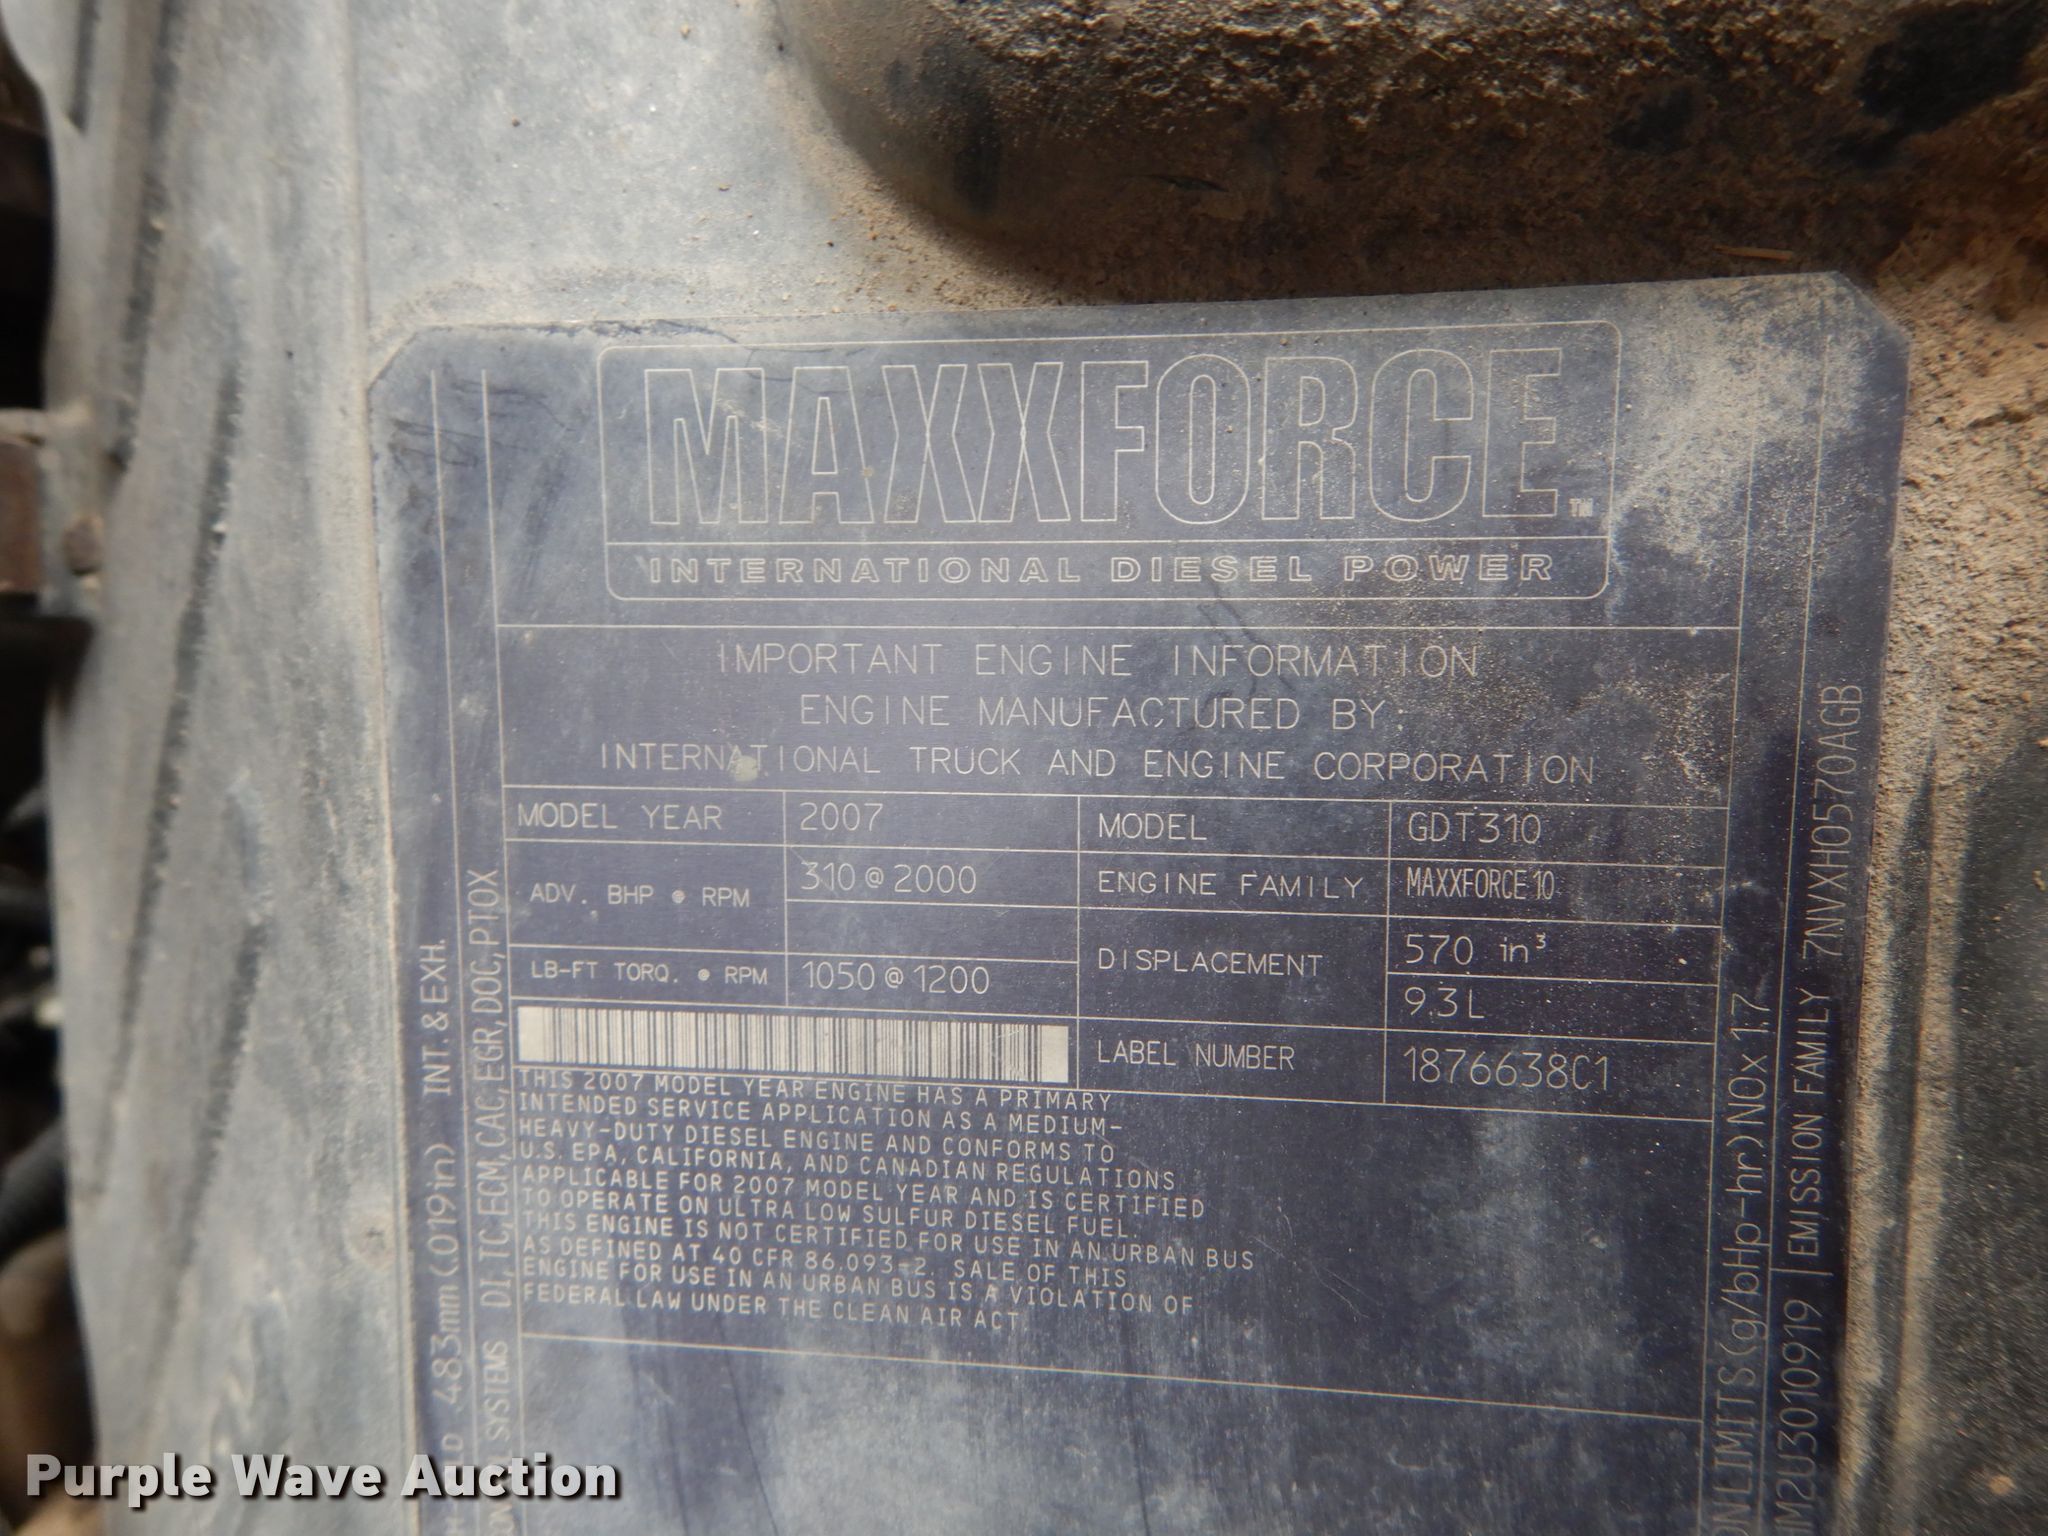 MAXXFORCE™
INTERNATIONAL DIESEL POWER
IMPORTANT ENGINE INFORMATION
ENGINE MANUFACTURED BY:
INTERNATIONAL TRUCK AND ENGINE CORPORATION
MODEL YEAR 2007 MODEL GDT310
ADV. BHP @ RPM 310 @ 2000 ENGINE FAMILY MAXXFORCE 10
LB-FT TORQ. @ RPM 1050 @ 1200 DISPLACEMENT 570 in³
9.3 L
LABEL NUMBER 1876638C1
THIS 2007 MODEL YEAR ENGINE HAS A PRIMARY
INTENDED SERVICE APPLICATION AS A MEDIUM-
HEAVY-DUTY DIESEL ENGINE AND CONFORMS TO
U.S. EPA, CALIFORNIA, AND CANADIAN REGULATIONS
APPLICABLE FOR 2007 MODEL YEAR AND IS CERTIFIED
TO OPERATE ON ULTRA LOW SULFUR DIESEL FUEL.
THIS ENGINE IS NOT CERTIFIED FOR USE IN AN URBAN BUS
AS DEFINED AT 40 CFR 86.093-2. SALE OF THIS
ENGINE FOR USE IN AN URBAN BUS IS A VIOLATION OF
FEDERAL LAW UNDER THE CLEAN AIR ACT.
.483mm (.019in) INT. & EXH.
SYSTEMS DI, TC, ECM, CAC, EGR, DOC, PTOX
LIMITS (g/bHp-hr) NOx 1.7
HM2U3010919 EMISSION FAMILY 7NVXH0570AGB
Purple Wave Auction